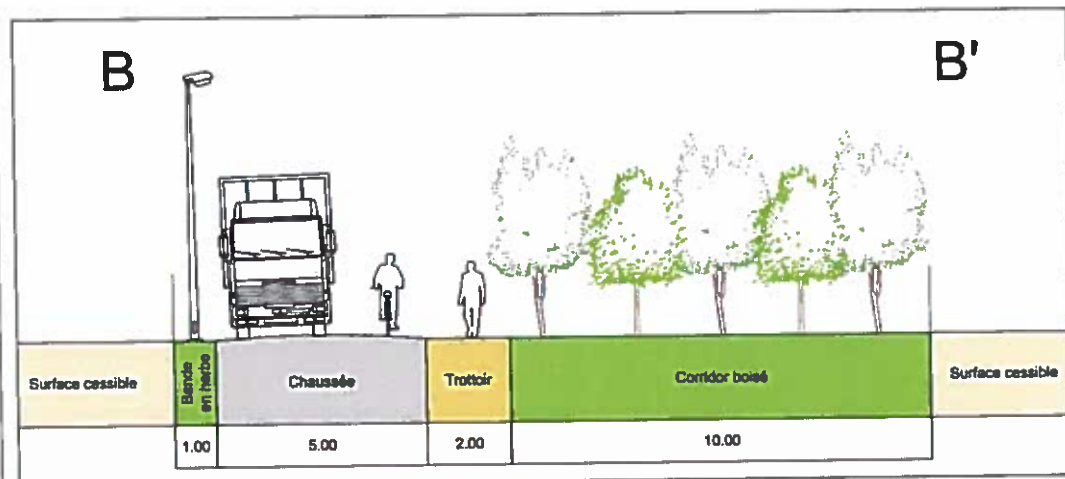 B
B'
Surface cessible
Bande
en herbe
Chaussée
Trottoir
Corridor boisé
Surface cessible
1.00
5.00
2.00
10.00